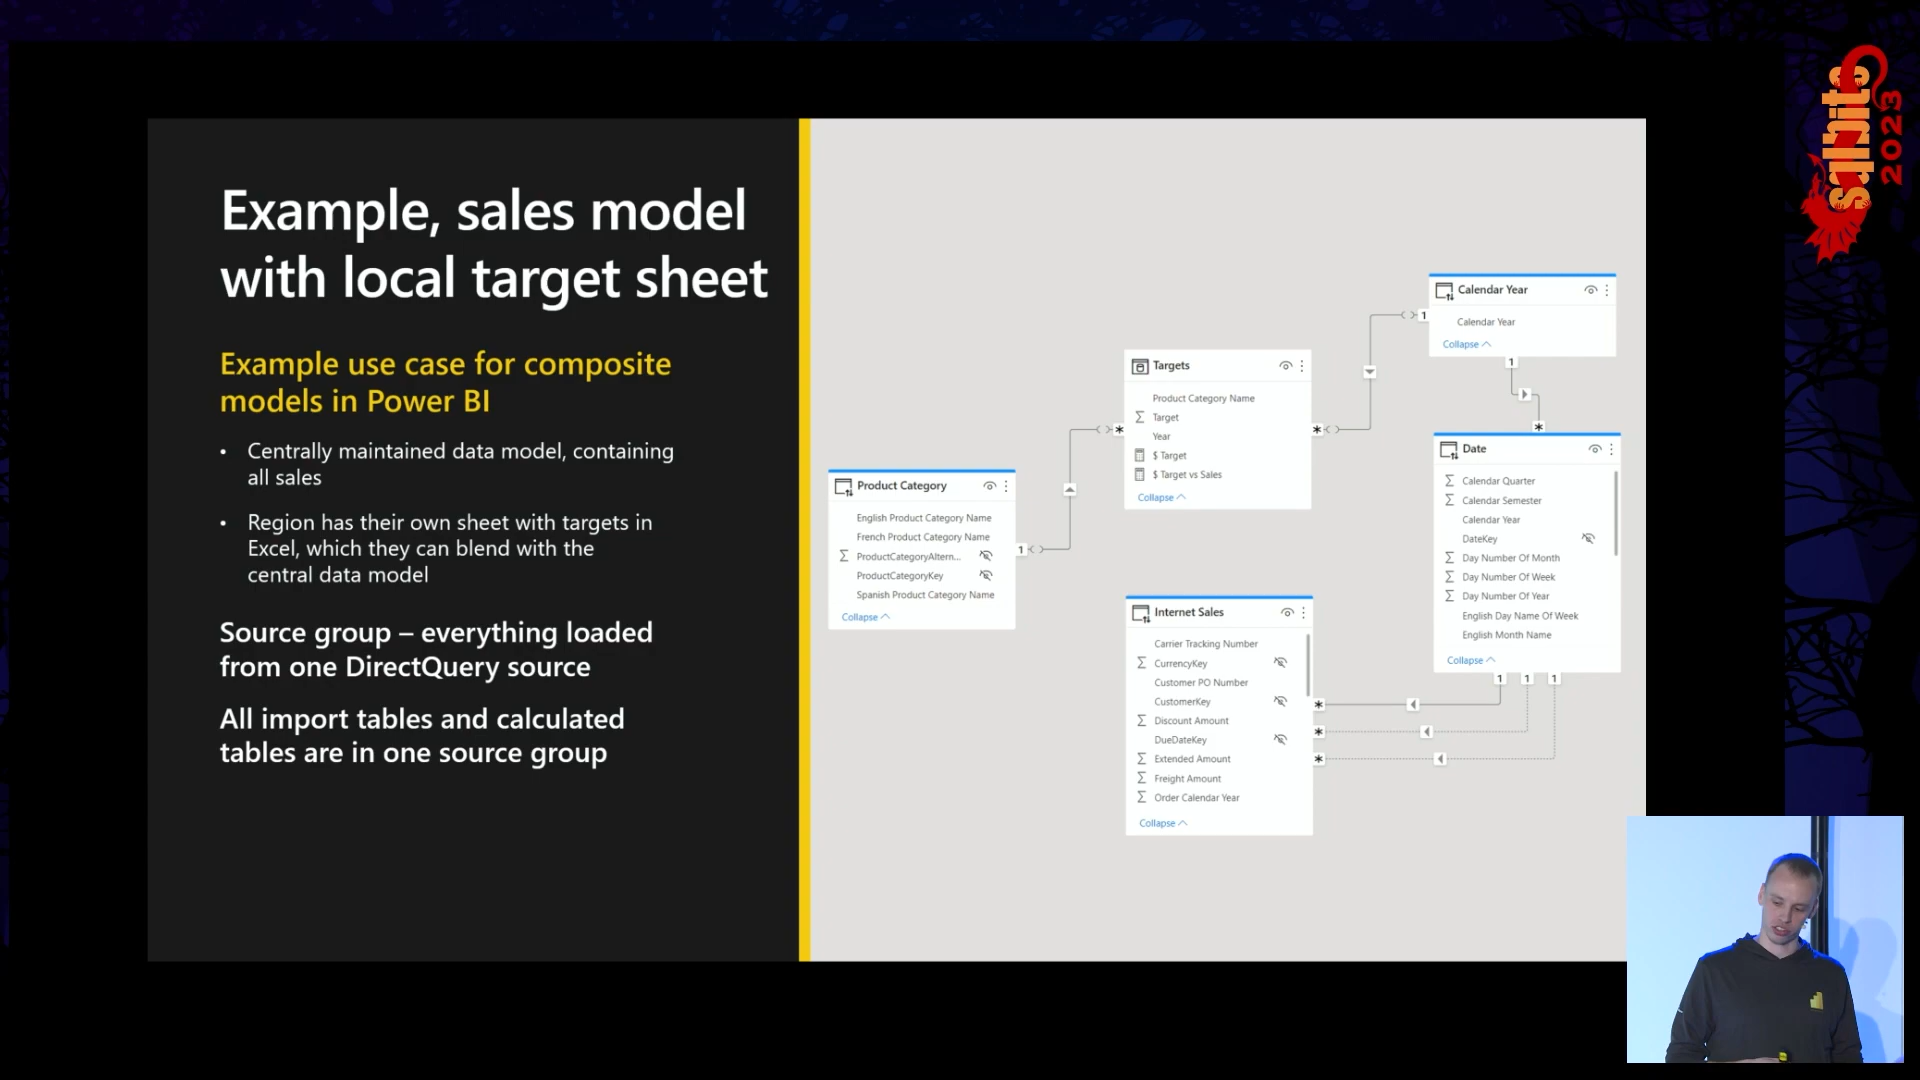 Example, sales model
with local target sheet
Example use case for composite
models in Power BI
• Centrally maintained data model, containing
all sales
• Region has their own sheet with targets in
Excel, which they can blend with the
central data model
Source group – everything loaded
from one DirectQuery source
All import tables and calculated
tables are in one source group
Product Category
English Product Category Name
French Product Category Name
ProductCategoryAltern...
ProductCategoryKey
Spanish Product Category Name
Collapse
1
*
Targets
Product Category Name
Target
Year
$ Target
$ Target vs Sales
Collapse
*
1
Calendar Year
Calendar Year
Collapse
1
*
Date
Calendar Quarter
Calendar Semester
Calendar Year
DateKey
Day Number Of Month
Day Number Of Week
Day Number Of Year
English Day Name Of Week
English Month Name
Collapse
1 1 1
Internet Sales
Carrier Tracking Number
CurrencyKey
Customer PO Number
CustomerKey
Discount Amount
DueDateKey
Extended Amount
Freight Amount
Order Calendar Year
Collapse
*
*
*
sqlbits
2023